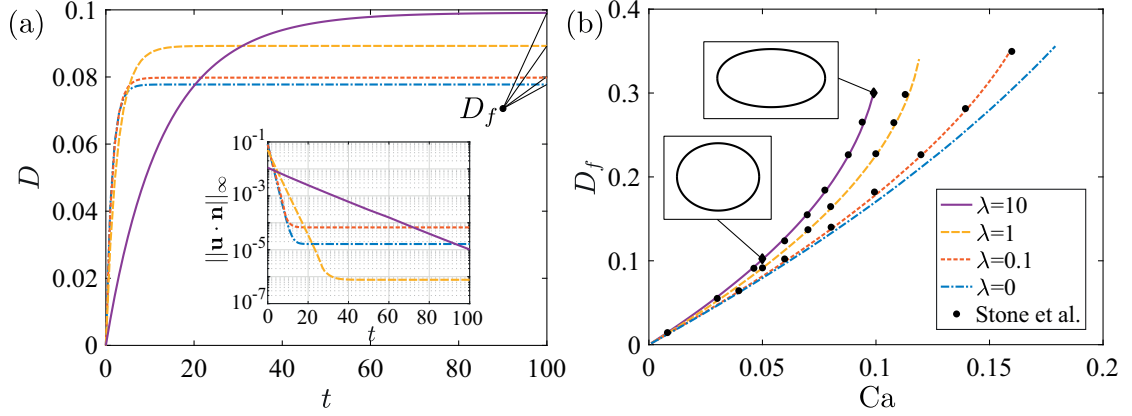 (a)
0.1
0.08
0.06
0.04
0.02
0
D
0
20
40
60
80
100
t
D_f
10^-1
10^-3
10^-5
10^-7
||u · n||∞
0
20
40
60
80
100
t
(b)
0.4
0.3
0.2
0.1
0
D_f
0
0.05
0.1
0.15
0.2
Ca
λ=10
λ=1
λ=0.1
λ=0
Stone et al.